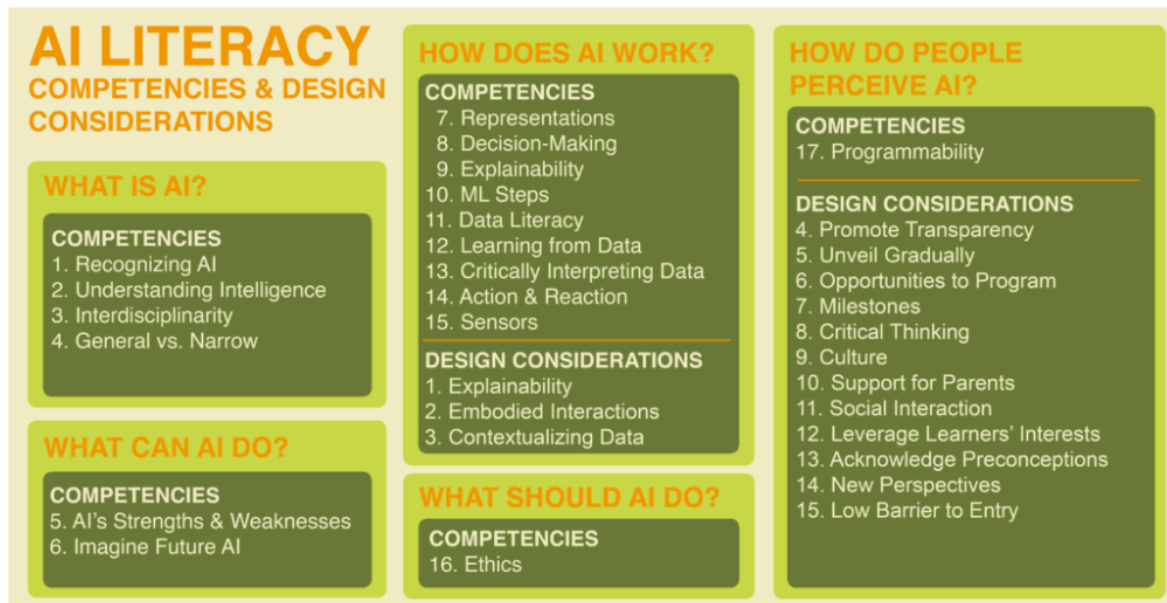 AI LITERACY
COMPETENCIES & DESIGN
CONSIDERATIONS
WHAT IS AI?
COMPETENCIES
1. Recognizing AI
2. Understanding Intelligence
3. Interdisciplinarity
4. General vs. Narrow
WHAT CAN AI DO?
COMPETENCIES
5. AI's Strengths & Weaknesses
6. Imagine Future AI
HOW DOES AI WORK?
COMPETENCIES
7. Representations
8. Decision-Making
9. Explainability
10. ML Steps
11. Data Literacy
12. Learning from Data
13. Critically Interpreting Data
14. Action & Reaction
15. Sensors
DESIGN CONSIDERATIONS
1. Explainability
2. Embodied Interactions
3. Contextualizing Data
WHAT SHOULD AI DO?
COMPETENCIES
16. Ethics
HOW DO PEOPLE
PERCEIVE AI?
COMPETENCIES
17. Programmability
DESIGN CONSIDERATIONS
4. Promote Transparency
5. Unveil Gradually
6. Opportunities to Program
7. Milestones
8. Critical Thinking
9. Culture
10. Support for Parents
11. Social Interaction
12. Leverage Learners' Interests
13. Acknowledge Preconceptions
14. New Perspectives
15. Low Barrier to Entry